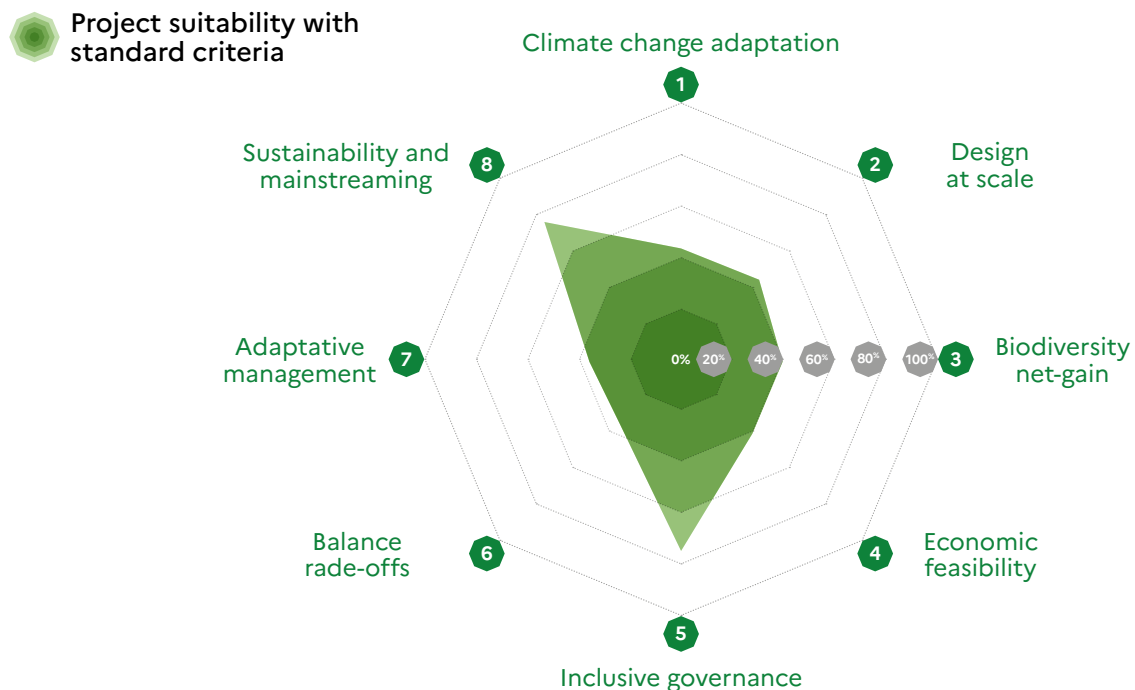 Project suitability with
standard criteria
Climate change adaptation
1
2
Design
at scale
Sustainability and
mainstreaming
8
Adaptative
management
7
0%
20%
40%
60%
80%
100%
3
Biodiversity
net-gain
Balance
rade-offs
6
4
Economic
feasibility
5
Inclusive governance